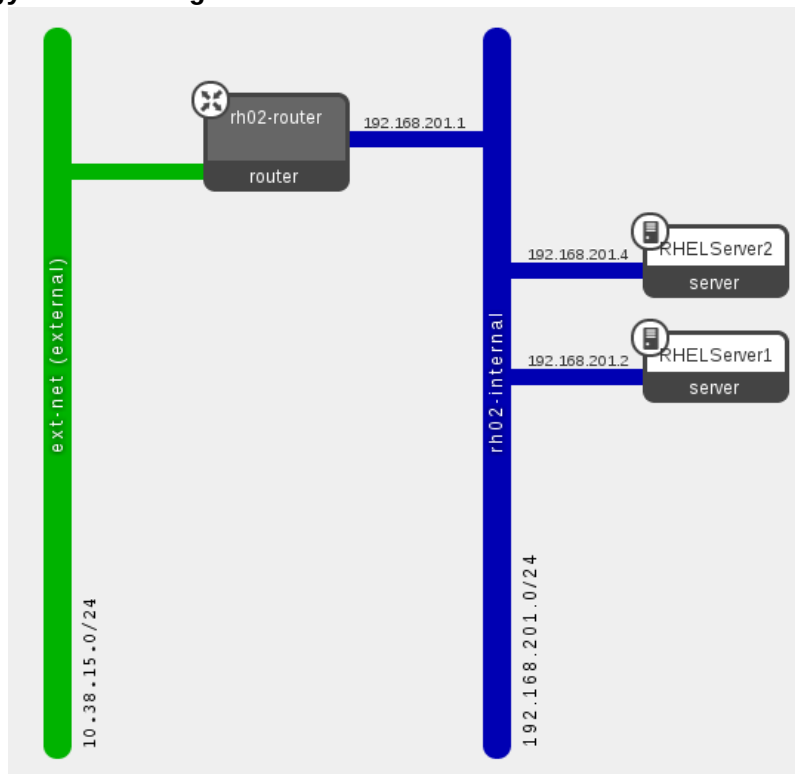 rh02-router
router
192.168.201.1
ext-net (external)
10.38.15.0/24
rh02-internal
192.168.201.0/24
192.168.201.4
RHELServer2
server
192.168.201.2
RHELServer1
server